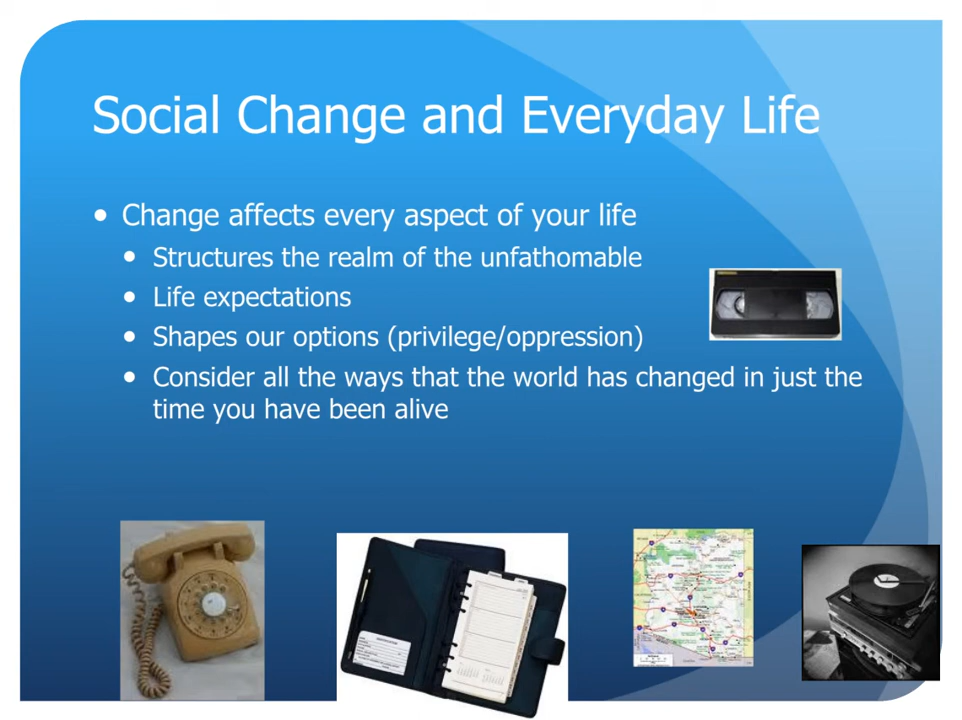 Social Change and Everyday Life
• Change affects every aspect of your life
• Structures the realm of the unfathomable
• Life expectations
• Shapes our options (privilege/oppression)
• Consider all the ways that the world has changed in just the
time you have been alive